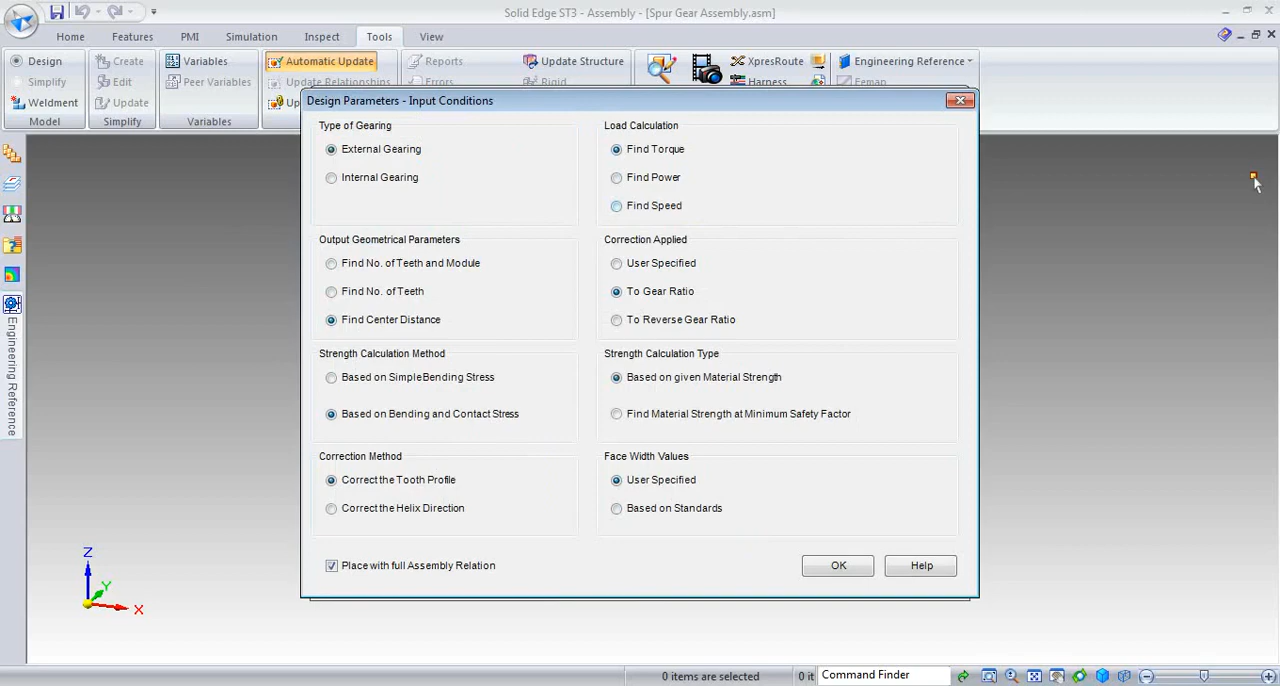 Solid Edge ST3 - Assembly - [Spur Gear Assembly.asm]
Home Features PMI Simulation Inspect Tools View
Design Create Variables Automatic Update Reports Update Structure XpresRoute Engineering Reference
Simplify Edit Peer Variables Update Relationships Errors Rigid Harness Femap
Weldment Update Up
Model Simplify Variables
Design Parameters - Input Conditions
Type of Gearing
External Gearing
Internal Gearing
Load Calculation
Find Torque
Find Power
Find Speed
Output Geometrical Parameters
Find No. of Teeth and Module
Find No. of Teeth
Find Center Distance
Correction Applied
User Specified
To Gear Ratio
To Reverse Gear Ratio
Strength Calculation Method
Based on Simple Bending Stress
Based on Bending and Contact Stress
Strength Calculation Type
Based on given Material Strength
Find Material Strength at Minimum Safety Factor
Correction Method
Correct the Tooth Profile
Correct the Helix Direction
Face Width Values
User Specified
Based on Standards
Place with full Assembly Relation
OK
Help
Engineering Reference
Z
Y
X
0 items are selected 0 it Command Finder